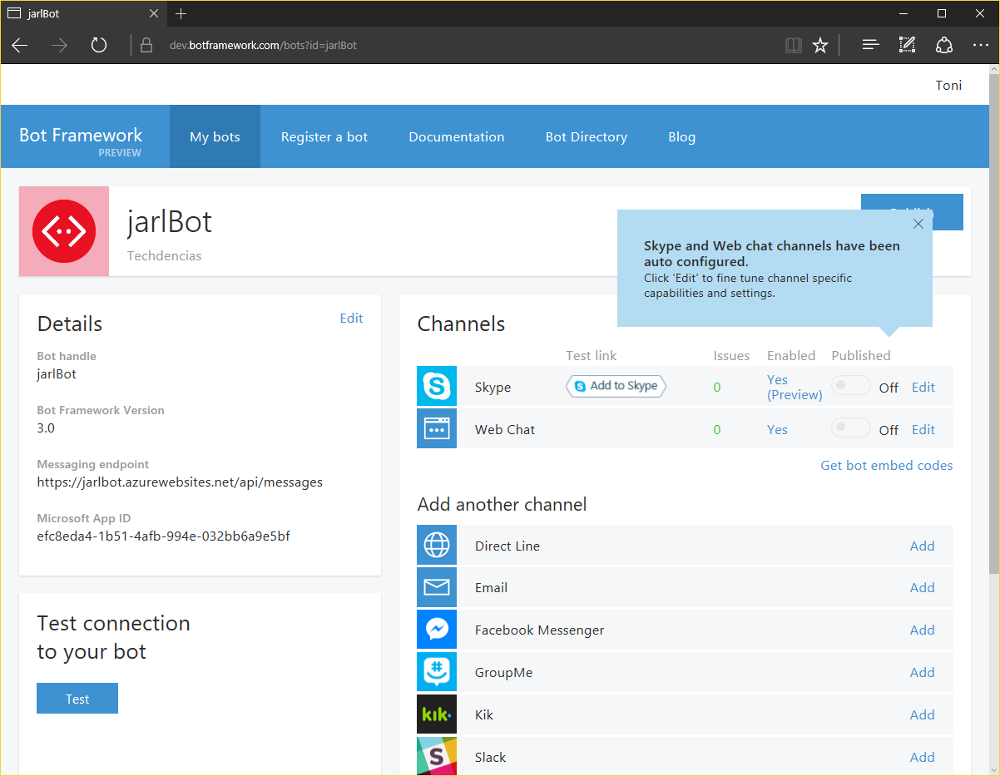 jarlBot
dev.botframework.com/bots?id=jarlBot
Toni
Bot Framework
PREVIEW
My bots
Register a bot
Documentation
Bot Directory
Blog
jarlBot
Techdencias
Skype and Web chat channels have been
auto configured.
Click 'Edit' to fine tune channel specific
capabilities and settings.
Details
Edit
Bot handle
jarlBot
Bot Framework Version
3.0
Messaging endpoint
https://jarlbot.azurewebsites.net/api/messages
Microsoft App ID
efc8eda4-1b51-4afb-994e-032bb6a9e5bf
Test connection
to your bot
Test
Channels
Test link Issues Enabled Published
Skype Add to Skype 0 Yes (Preview) Off Edit
Web Chat 0 Yes Off Edit
Get bot embed codes
Add another channel
Direct Line Add
Email Add
Facebook Messenger Add
GroupMe Add
kik Kik Add
Slack Add